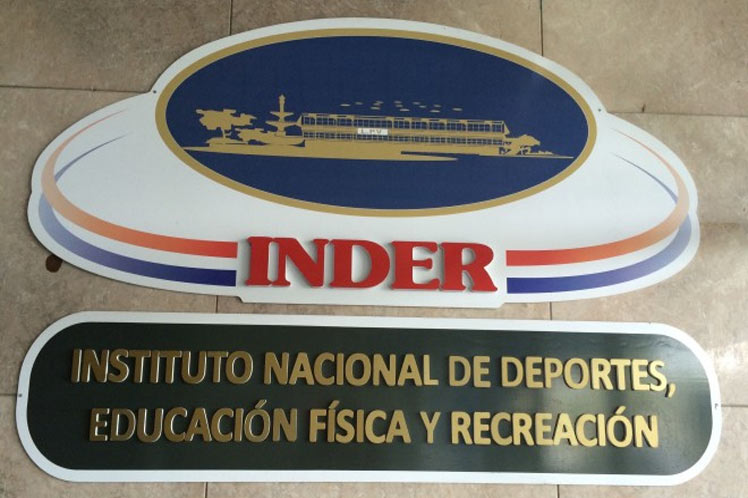 L.P.V
INDER
INSTITUTO NACIONAL DE DEPORTES,
EDUCACIÓN FÍSICA Y RECREACIÓN